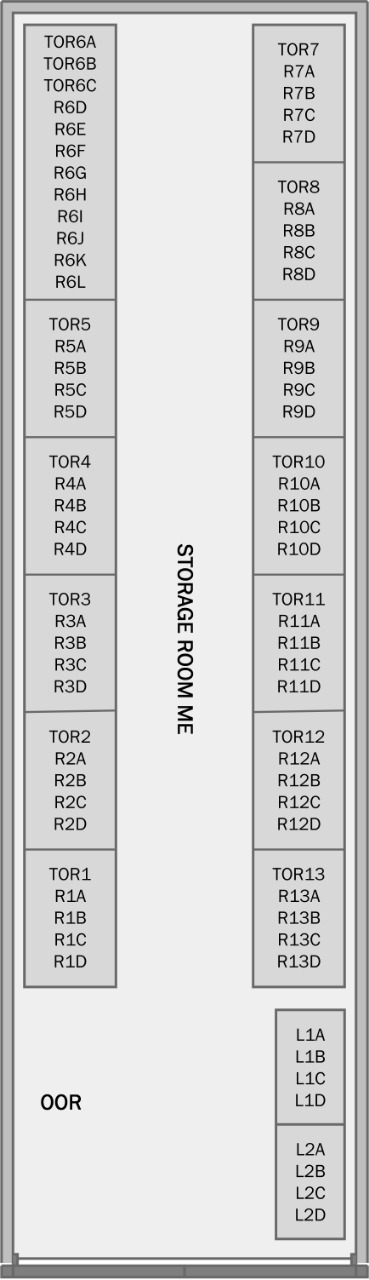 TOR6A
TOR6B
TOR6C
R6D
R6E
R6F
R6G
R6H
R6I
R6J
R6K
R6L
TOR5
R5A
R5B
R5C
R5D
TOR4
R4A
R4B
R4C
R4D
TOR3
R3A
R3B
R3C
R3D
TOR2
R2A
R2B
R2C
R2D
TOR1
R1A
R1B
R1C
R1D
OOR
STORAGE ROOM ME
TOR7
R7A
R7B
R7C
R7D
TOR8
R8A
R8B
R8C
R8D
TOR9
R9A
R9B
R9C
R9D
TOR10
R10A
R10B
R10C
R10D
TOR11
R11A
R11B
R11C
R11D
TOR12
R12A
R12B
R12C
R12D
TOR13
R13A
R13B
R13C
R13D
L1A
L1B
L1C
L1D
L2A
L2B
L2C
L2D